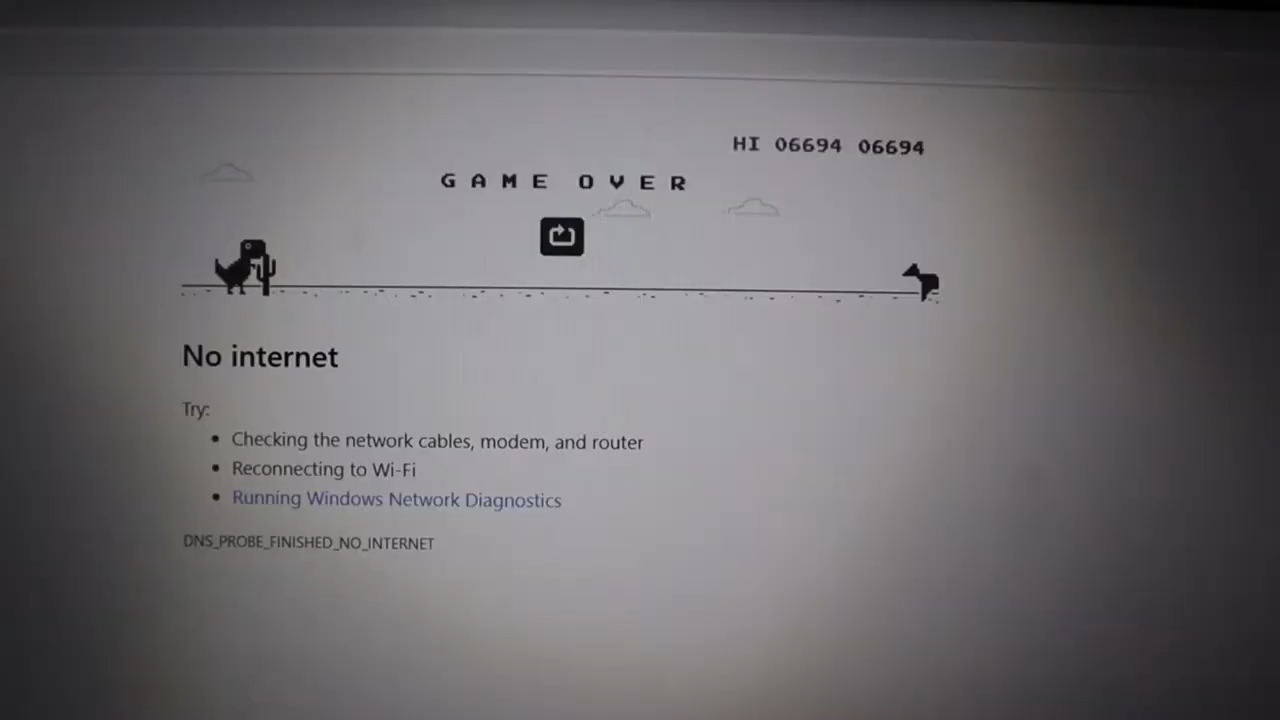 HI 06694 06694
GAME OVER
No internet
Try:
• Checking the network cables, modem, and router
• Reconnecting to Wi-Fi
• Running Windows Network Diagnostics
DNS_PROBE_FINISHED_NO_INTERNET